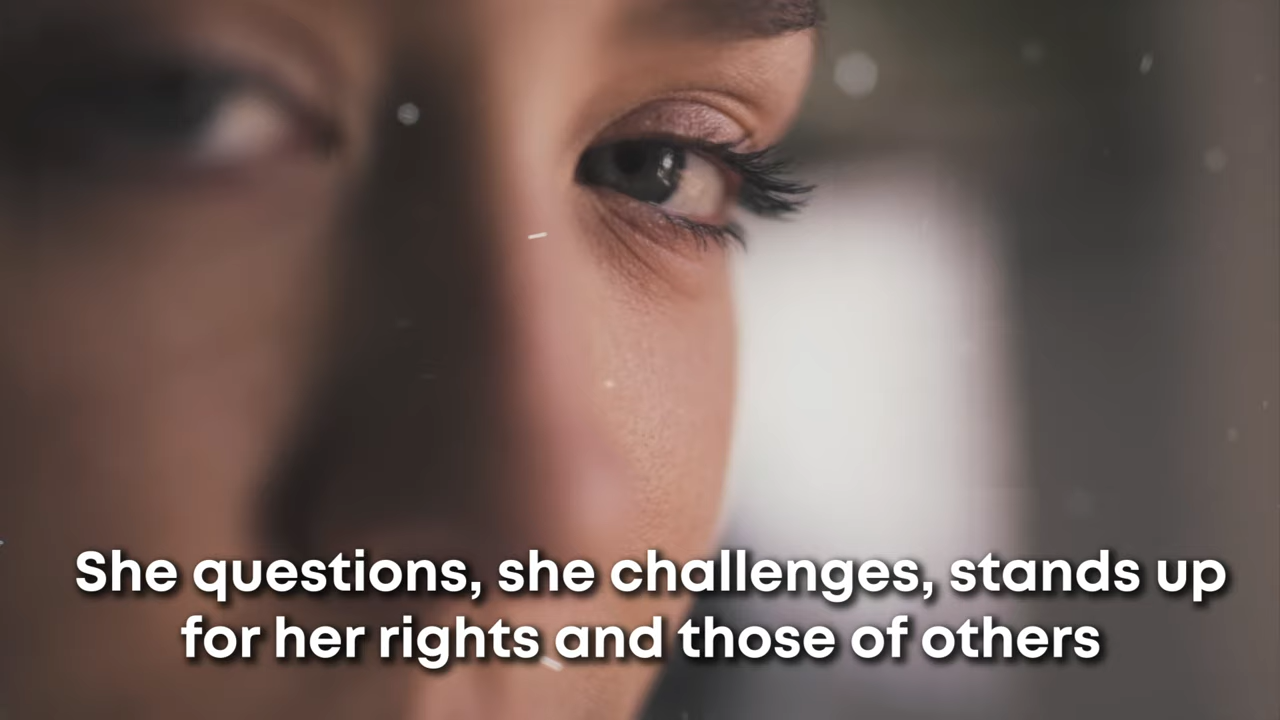 She questions, she challenges, stands up
for her rights and those of others